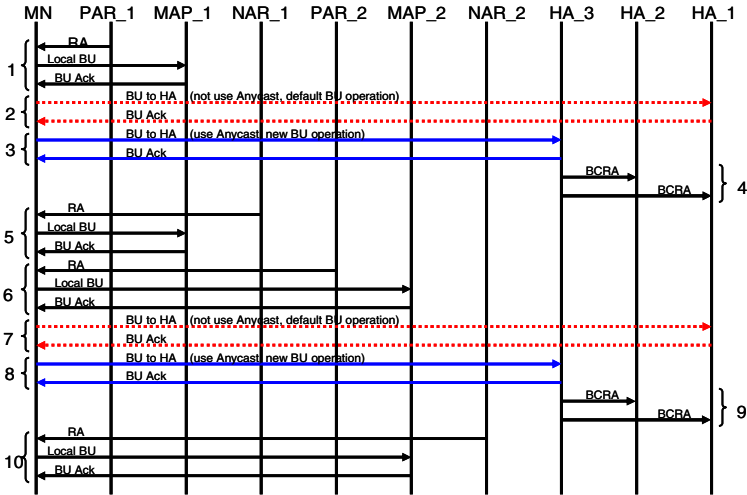 MN PAR_1 MAP_1 NAR_1 PAR_2 MAP_2 NAR_2 HA_3 HA_2 HA_1
RA
1 Local BU
BU Ack
BU to HA (not use Anycast, default BU operation)
2 BU Ack
BU to HA (use Anycast, new BU operation)
3 BU Ack
BCRA
BCRA 4
RA
5 Local BU
BU Ack
RA
6 Local BU
BU Ack
BU to HA (not use Anycast, default BU operation)
7 BU Ack
BU to HA (use Anycast, new BU operation)
8 BU Ack
BCRA
BCRA 9
RA
10 Local BU
BU Ack